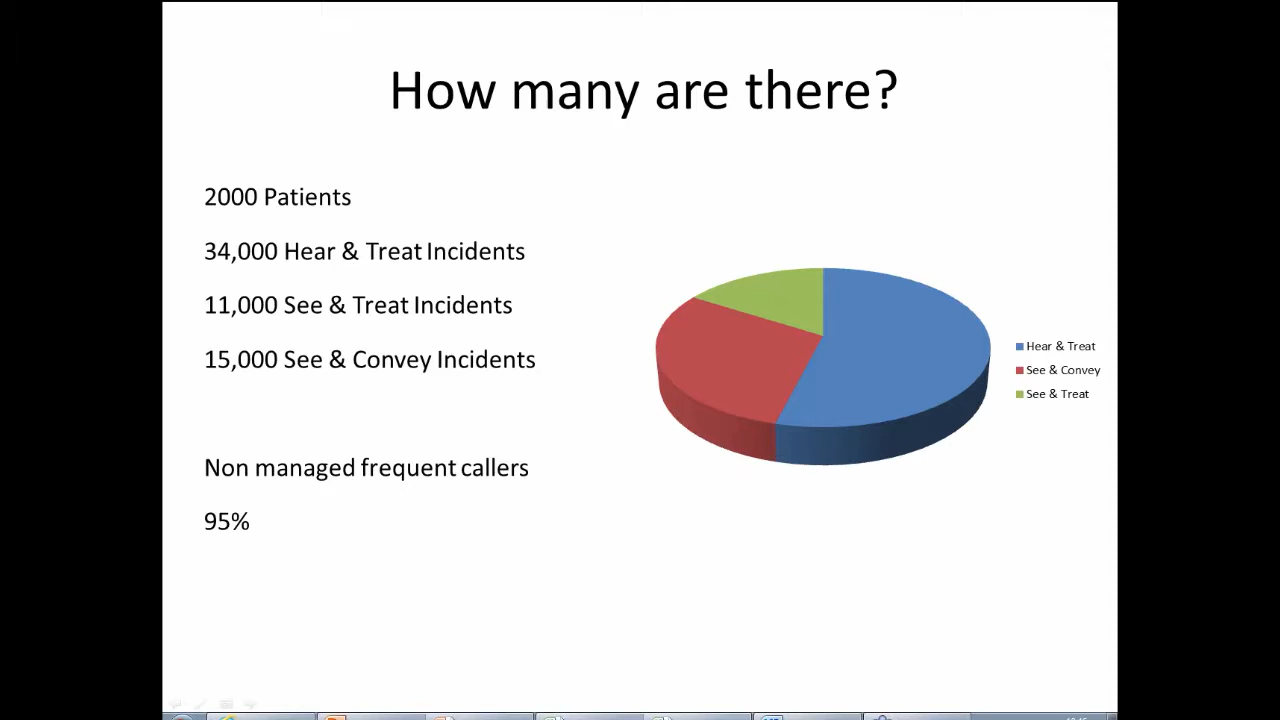 How many are there?
2000 Patients
34,000 Hear & Treat Incidents
11,000 See & Treat Incidents
15,000 See & Convey Incidents
Non managed frequent callers
95%
Hear & Treat
See & Convey
See & Treat